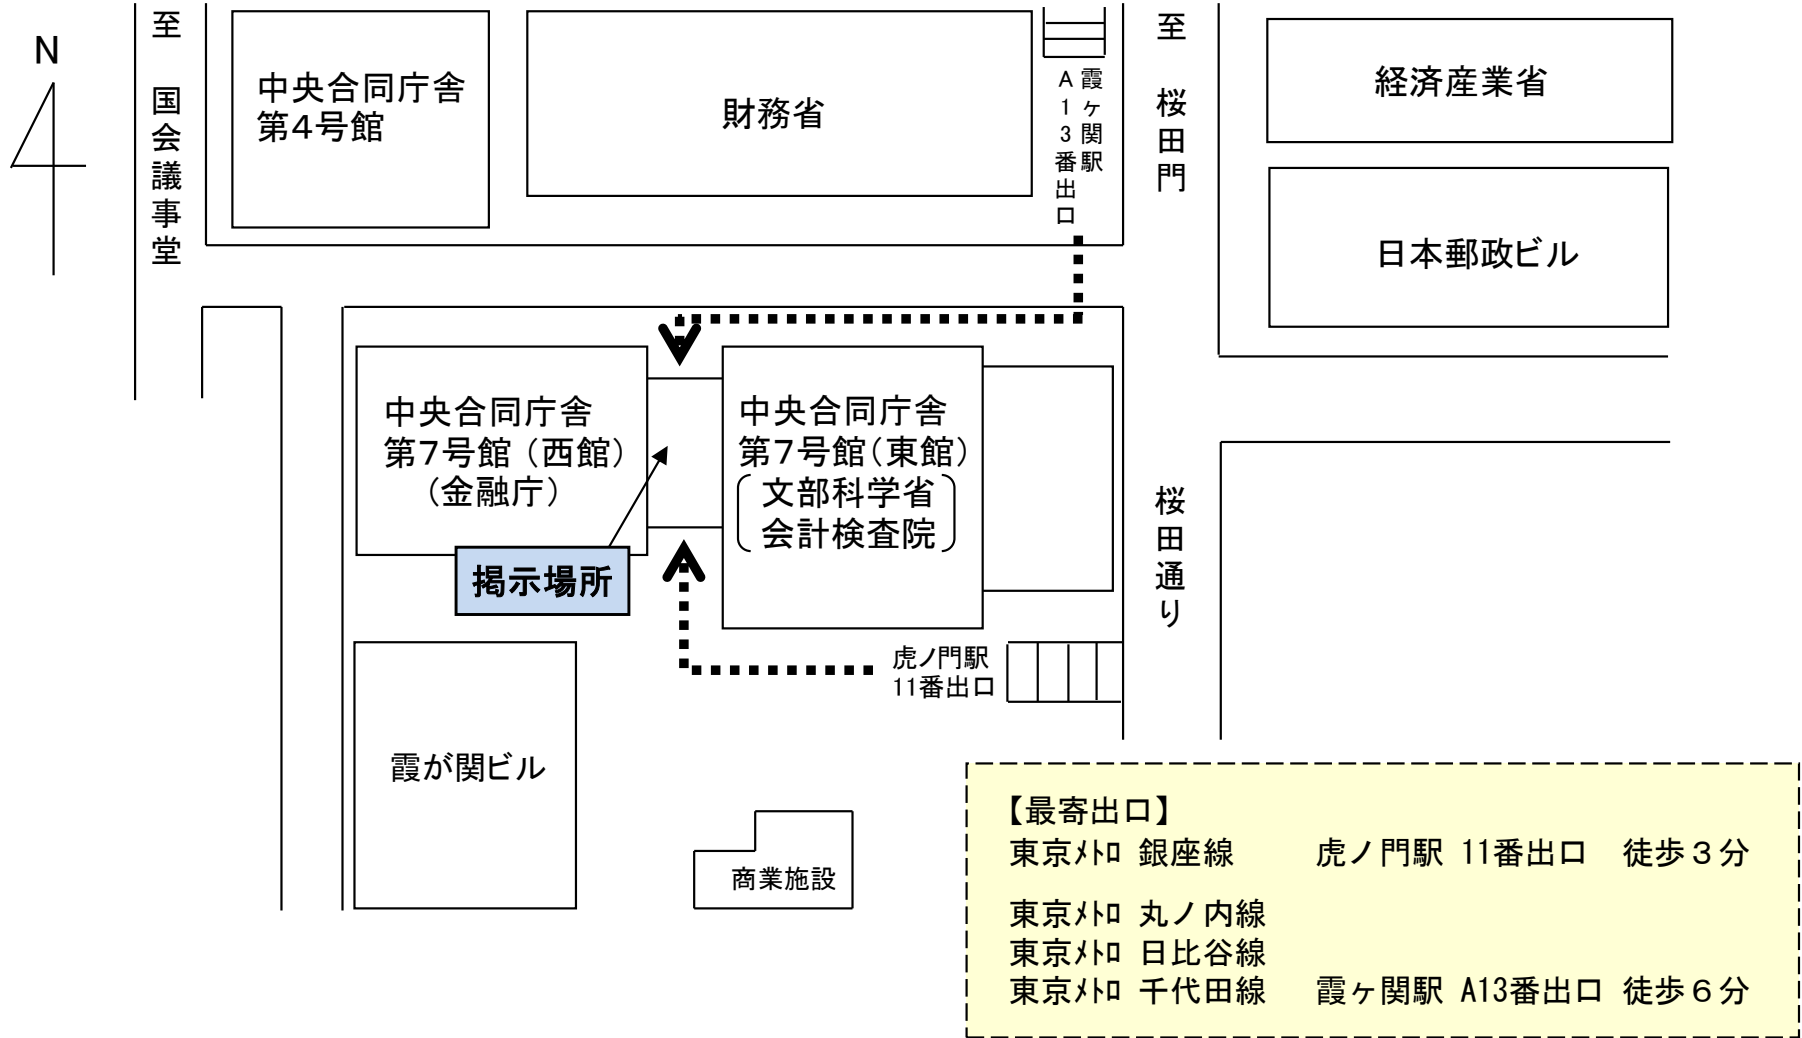 N
至 国会議事堂
中央合同庁舎
第4号館
財務省
霞ヶ関駅
A13番出口
至 桜田門
経済産業省
日本郵政ビル
中央合同庁舎
第7号館（西館）
（金融庁）
中央合同庁舎
第7号館（東館）
文部科学省
会計検査院
掲示場所
桜田通り
虎ノ門駅
11番出口
霞が関ビル
商業施設
【最寄出口】
東京ﾒﾄﾛ 銀座線 虎ノ門駅 11番出口 徒歩３分
東京ﾒﾄﾛ 丸ノ内線
東京ﾒﾄﾛ 日比谷線
東京ﾒﾄﾛ 千代田線 霞ヶ関駅 A13番出口 徒歩６分